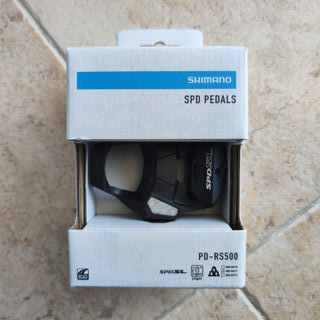 SHIMANO
SPD PEDALS
SPD-SL
PD-RS500
SPD-SL